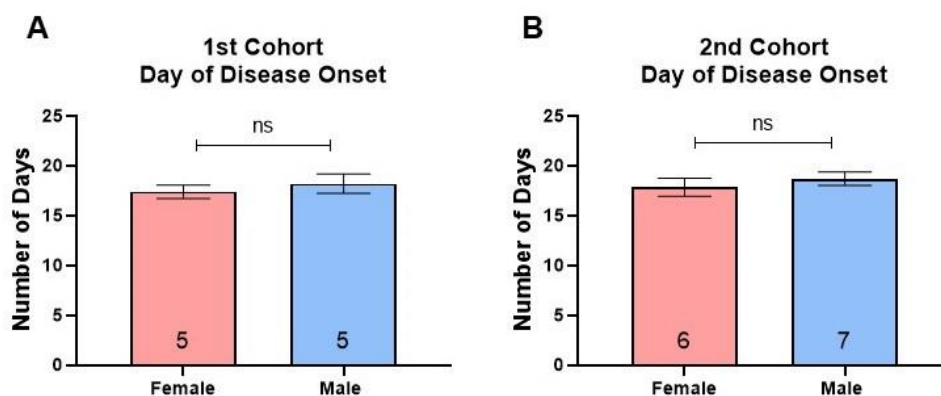 A
1st Cohort
Day of Disease Onset
Number of Days
25
20
15
10
5
0
ns
5
5
Female
Male
B
2nd Cohort
Day of Disease Onset
Number of Days
25
20
15
10
5
0
ns
6
7
Female
Male